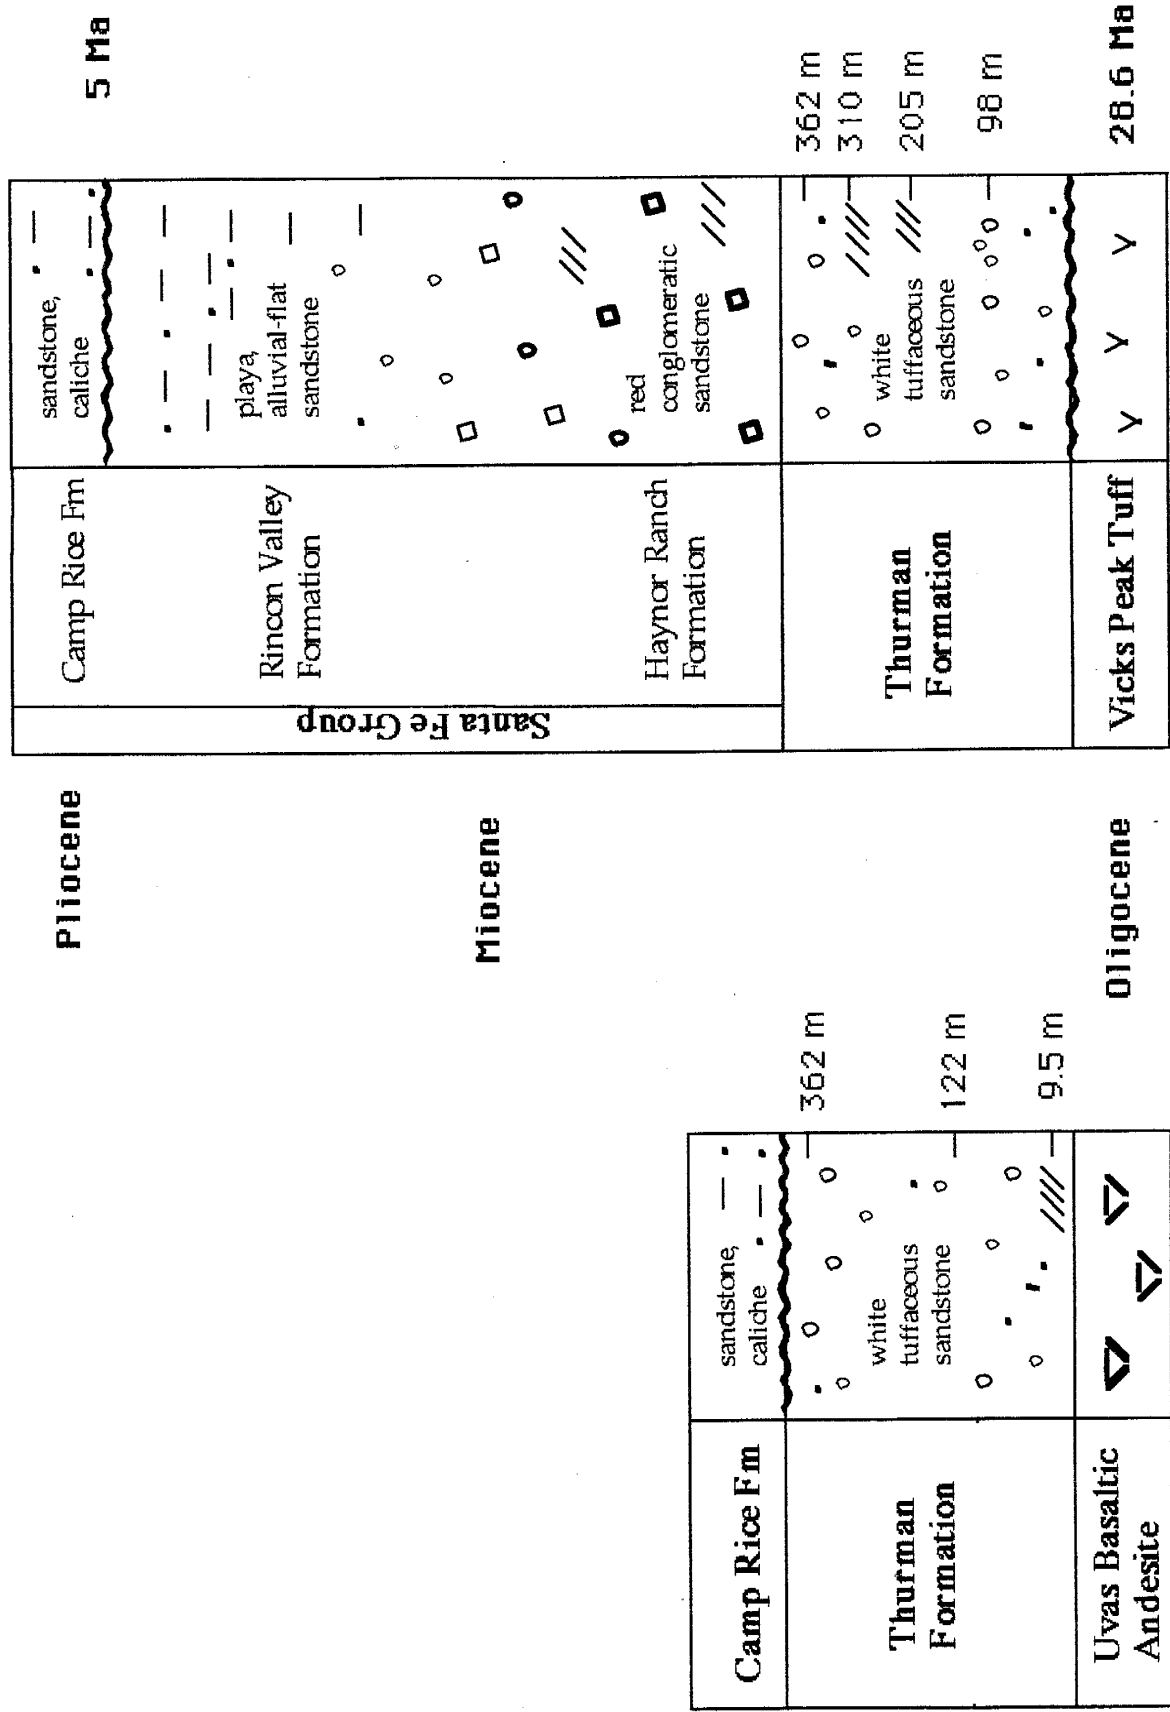 Pliocene
Miocene
Oligocene
5 Ma
28.6 Ma
Santa Fe Group
Camp Rice Fm
sandstone,
caliche
Rincon Valley
Formation
playa,
alluvial-flat
sandstone
Haynor Ranch
Formation
red
conglomeratic
sandstone
Thurman
Formation
white
tuffaceous
sandstone
362 m
310 m
205 m
98 m
Vicks Peak Tuff
Camp Rice Fm
sandstone,
caliche
Thurman
Formation
white
tuffaceous
sandstone
362 m
122 m
9.5 m
Uvas Basaltic
Andesite